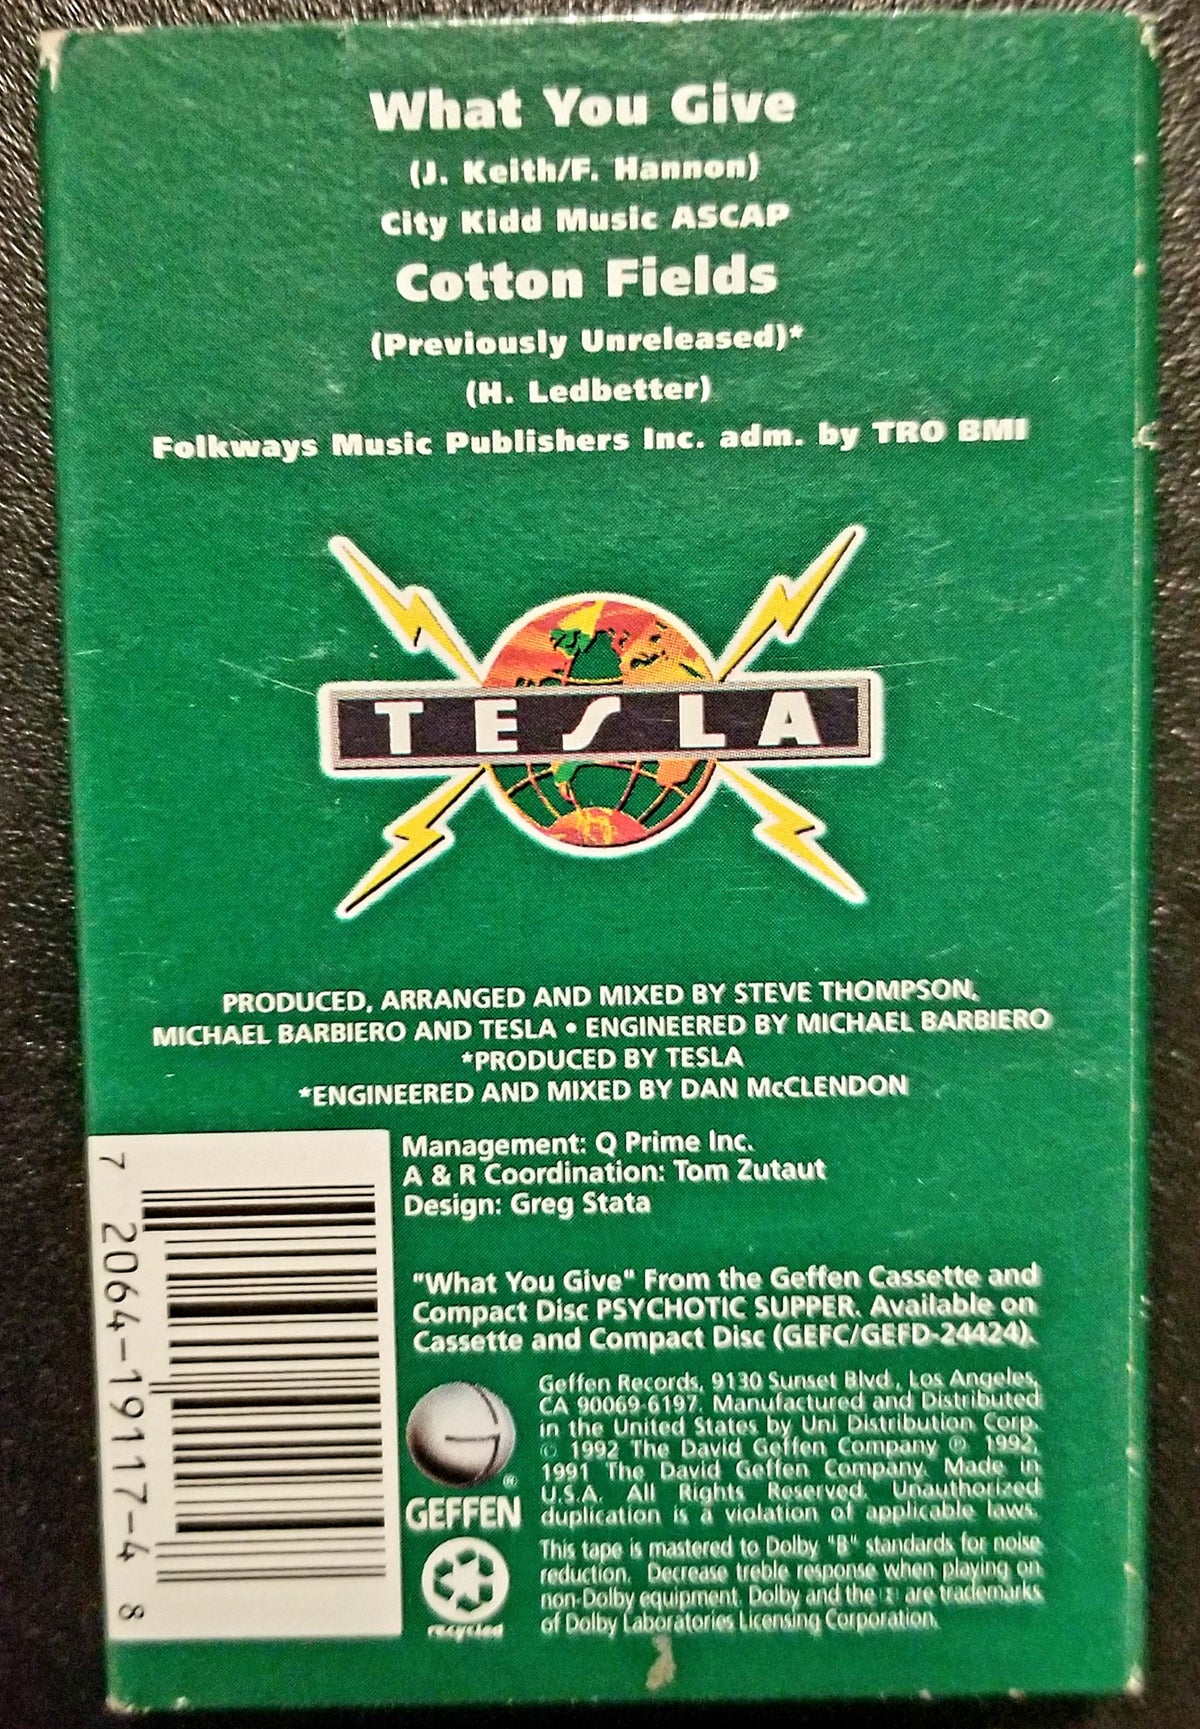 What You Give
(J. Keith/F. Hannon)
City Kidd Music ASCAP
Cotton Fields
(Previously Unreleased)*
(H. Ledbetter)
Folkways Music Publishers Inc. adm. by TRO BMI
TESLA
PRODUCED, ARRANGED AND MIXED BY STEVE THOMPSON,
MICHAEL BARBIERO AND TESLA • ENGINEERED BY MICHAEL BARBIERO
*PRODUCED BY TESLA
*ENGINEERED AND MIXED BY DAN McCLENDON
Management: Q Prime Inc.
A & R Coordination: Tom Zutaut
Design: Greg Stata
7 2064-19117-4 8
"What You Give" From the Geffen Cassette and
Compact Disc PSYCHOTIC SUPPER. Available on
Cassette and Compact Disc (GEFC/GEFD-24424).
Geffen Records, 9130 Sunset Blvd., Los Angeles,
CA 90069-6197. Manufactured and Distributed
in the United States by Uni Distribution Corp.
© 1992 The David Geffen Company ℗ 1992,
1991 The David Geffen Company. Made in
U.S.A. All Rights Reserved. Unauthorized
duplication is a violation of applicable laws.
G
®
GEFFEN
This tape is mastered to Dolby "B" standards for noise
reduction. Decrease treble response when playing on
non-Dolby equipment. Dolby and the are trademarks
of Dolby Laboratories Licensing Corporation.
recycled